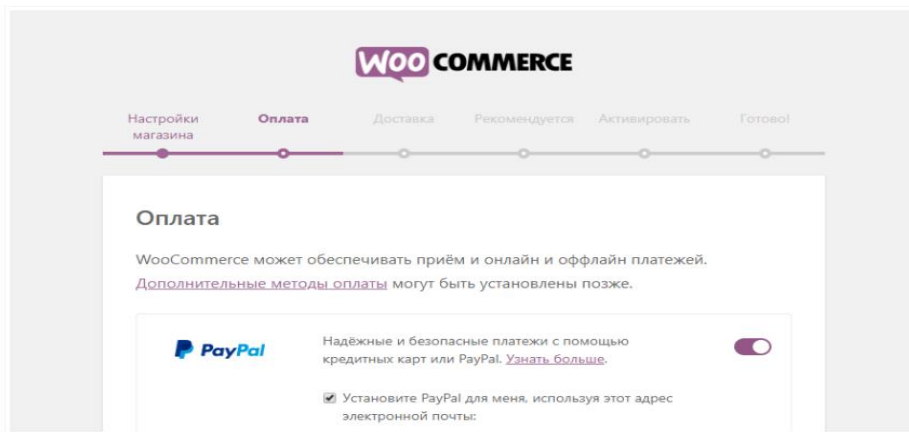 WOO COMMERCE
Настройки магазина
Оплата
Доставка
Рекомендуется
Активировать
Готово!
Оплата
WooCommerce может обеспечивать приём и онлайн и оффлайн платежей.
Дополнительные методы оплаты могут быть установлены позже.
PayPal
Надёжные и безопасные платежи с помощью
кредитных карт или PayPal. Узнать больше.
Установите PayPal для меня, используя этот адрес
электронной почты: